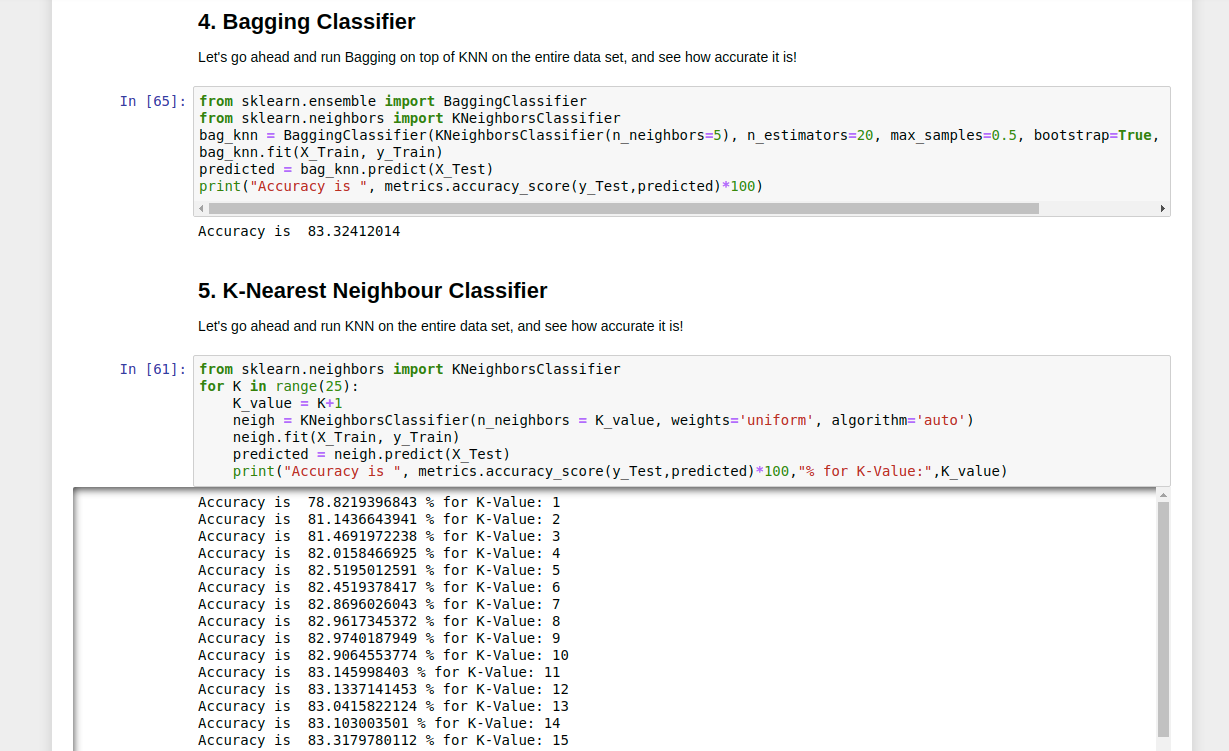 4. Bagging Classifier
Let's go ahead and run Bagging on top of KNN on the entire data set, and see how accurate it is!
In [65]:
from sklearn.ensemble import BaggingClassifier
from sklearn.neighbors import KNeighborsClassifier
bag_knn = BaggingClassifier(KNeighborsClassifier(n_neighbors=5), n_estimators=20, max_samples=0.5, bootstrap=True,
bag_knn.fit(X_Train, y_Train)
predicted = bag_knn.predict(X_Test)
print("Accuracy is ", metrics.accuracy_score(y_Test,predicted)*100)
Accuracy is  83.32412014
5. K-Nearest Neighbour Classifier
Let's go ahead and run KNN on the entire data set, and see how accurate it is!
In [61]:
from sklearn.neighbors import KNeighborsClassifier
for K in range(25):
    K_value = K+1
    neigh = KNeighborsClassifier(n_neighbors = K_value, weights='uniform', algorithm='auto')
    neigh.fit(X_Train, y_Train)
    predicted = neigh.predict(X_Test)
    print("Accuracy is ", metrics.accuracy_score(y_Test,predicted)*100,"% for K-Value:",K_value)
Accuracy is  78.8219396843 % for K-Value: 1
Accuracy is  81.1436643941 % for K-Value: 2
Accuracy is  81.4691972238 % for K-Value: 3
Accuracy is  82.0158466925 % for K-Value: 4
Accuracy is  82.5195012591 % for K-Value: 5
Accuracy is  82.4519378417 % for K-Value: 6
Accuracy is  82.8696026043 % for K-Value: 7
Accuracy is  82.9617345372 % for K-Value: 8
Accuracy is  82.9740187949 % for K-Value: 9
Accuracy is  82.9064553774 % for K-Value: 10
Accuracy is  83.145998403 % for K-Value: 11
Accuracy is  83.1337141453 % for K-Value: 12
Accuracy is  83.0415822124 % for K-Value: 13
Accuracy is  83.103003501 % for K-Value: 14
Accuracy is  83.3179780112 % for K-Value: 15